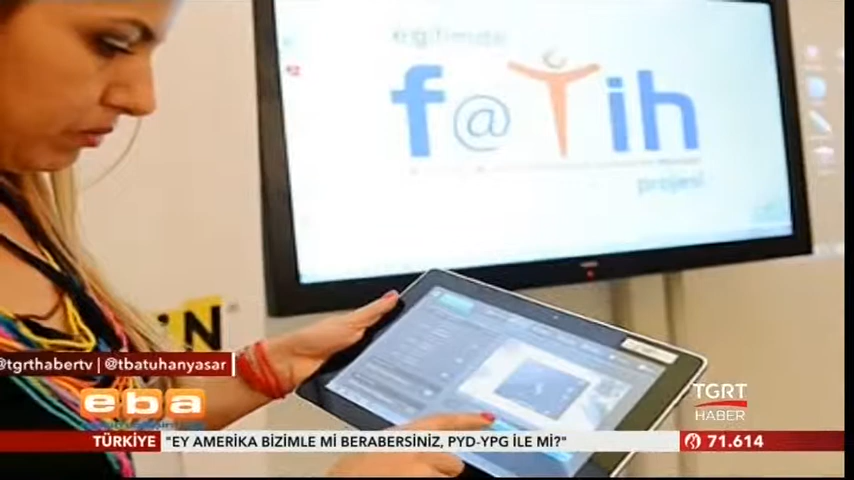 eğitimde
f@tih
projesi
iN
@tgrthabertv | @tbatuhanyasar
eba
TGRT
HABER
TÜRKİYE "EY AMERİKA BİZİMLE Mİ BERABERSİNİZ, PYD-YPG İLE Mİ?" 71.614